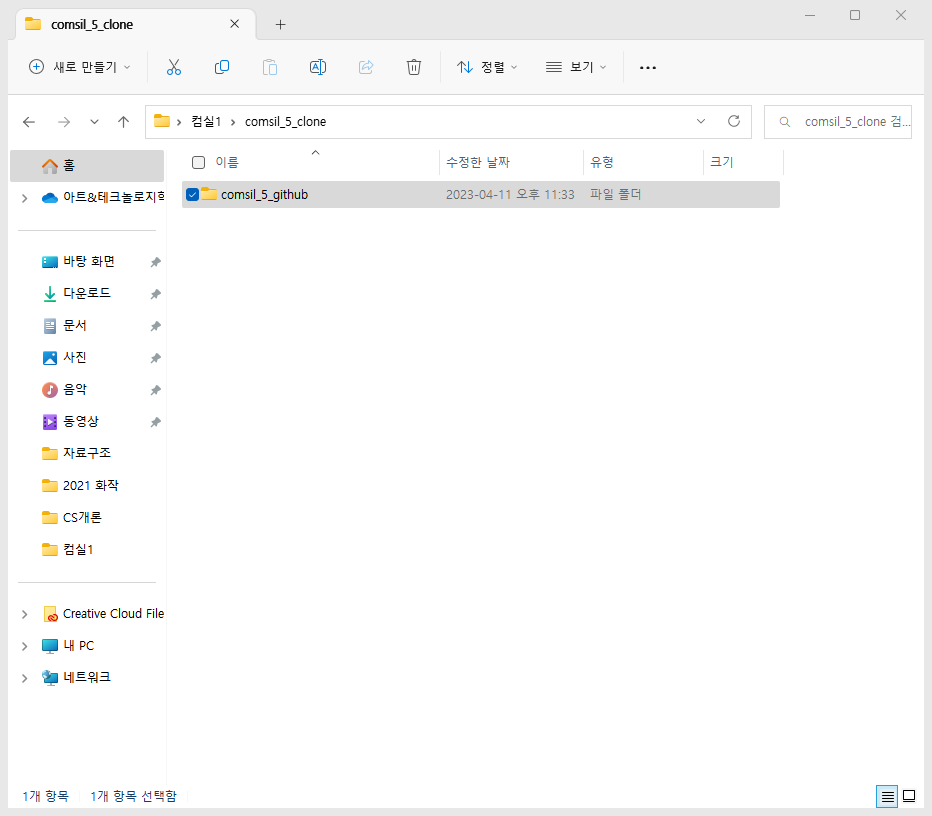 comsil_5_clone
새로 만들기
정렬
보기
컴실1 > comsil_5_clone
comsil_5_clone 검...
이름 수정한 날짜 유형 크기
comsil_5_github 2023-04-11 오후 11:33 파일 폴더
홈
아트&테크놀로지학
바탕 화면
다운로드
문서
사진
음악
동영상
자료구조
2021 화작
CS개론
컴실1
Creative Cloud File
내 PC
네트워크
1개 항목 1개 항목 선택함